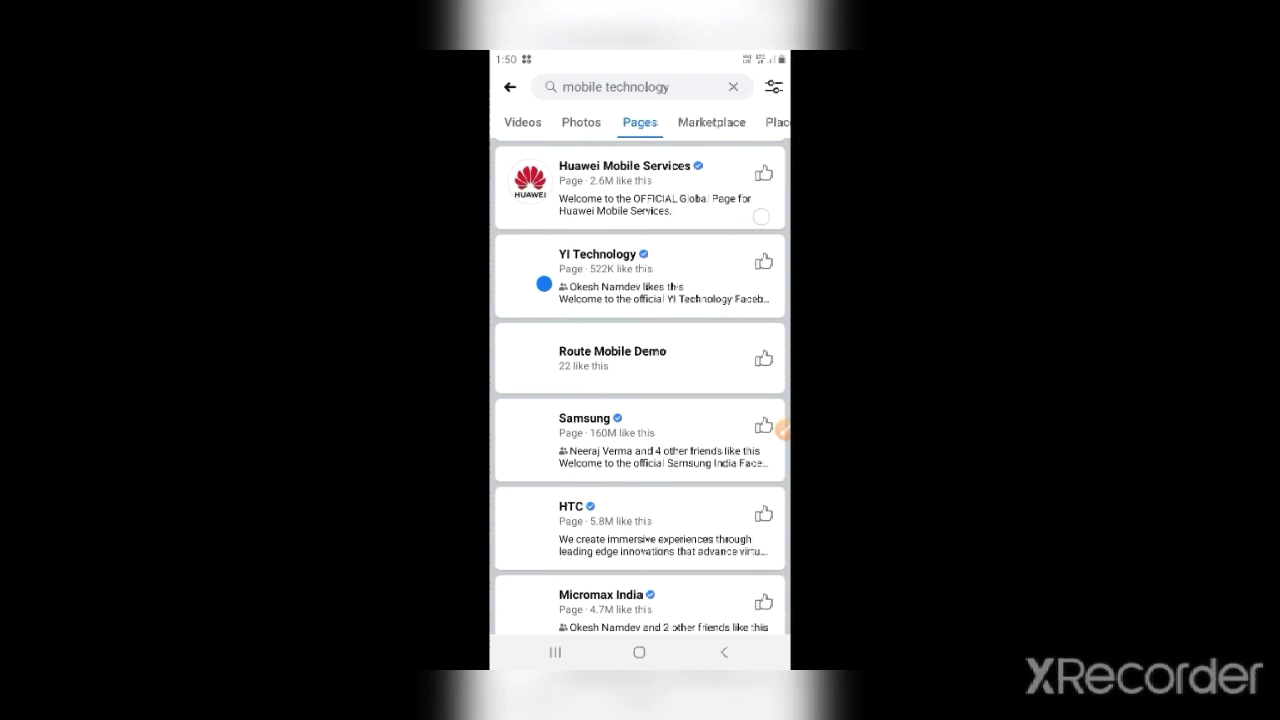 1:50
mobile technology
Videos Photos Pages Marketplace Plac
Huawei Mobile Services
Page · 2.6M like this
Welcome to the OFFICIAL Global Page for
Huawei Mobile Services.
HUAWEI
YI Technology
Page · 522K like this
Okesh Namdev likes this
Welcome to the official YI Technology Faceb...
Route Mobile Demo
22 like this
Samsung
Page · 160M like this
Neeraj Verma and 4 other friends like this
Welcome to the official Samsung India Face...
HTC
Page · 5.8M like this
We create immersive experiences through
leading edge innovations that advance virtu...
Micromax India
Page · 4.7M like this
Okesh Namdev and 2 other friends like this
XRecorder